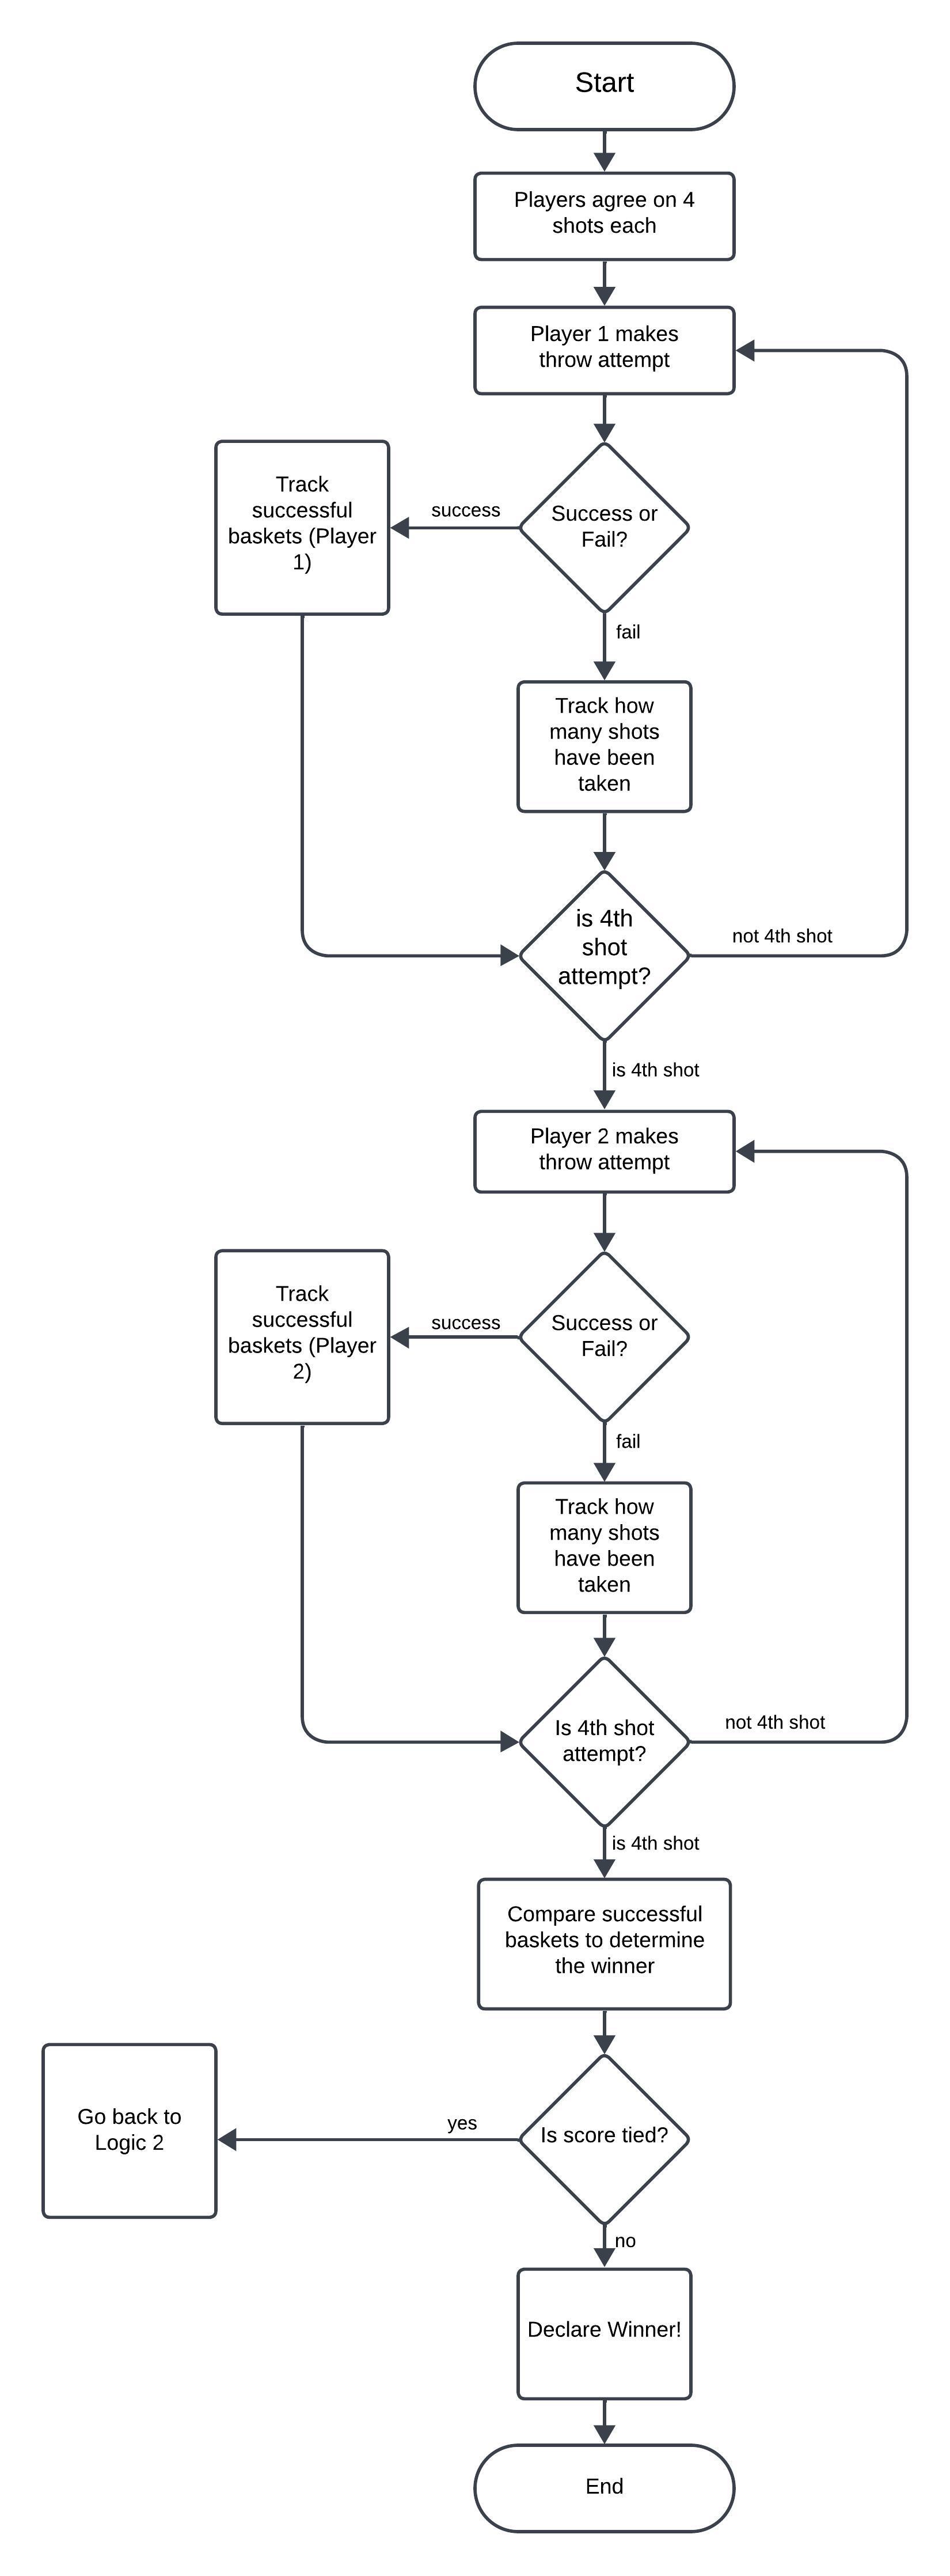 Start
Players agree on 4
shots each
Player 1 makes
throw attempt
Success or
Fail?
success
Track
successful
baskets (Player
1)
fail
Track how
many shots
have been
taken
is 4th
shot
attempt?
not 4th shot
is 4th shot
Player 2 makes
throw attempt
Success or
Fail?
success
Track
successful
baskets (Player
2)
fail
Track how
many shots
have been
taken
Is 4th shot
attempt?
not 4th shot
is 4th shot
Compare successful
baskets to determine
the winner
Is score tied?
yes
Go back to
Logic 2
no
Declare Winner!
End